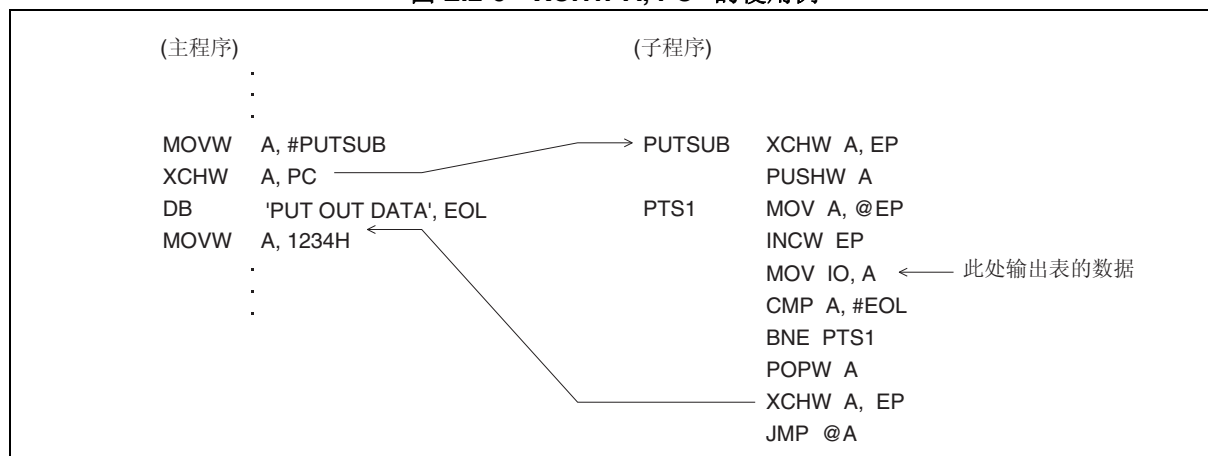 (主程序) (子程序)
.
.
.
MOVW A, #PUTSUB PUTSUB XCHW A, EP
XCHW A, PC PUSHW A
DB 'PUT OUT DATA', EOL PTS1 MOV A, @EP
MOVW A, 1234H INCW EP
. MOV IO, A 此处输出表的数据
. CMP A, #EOL
. BNE PTS1
POPW A
XCHW A, EP
JMP @A